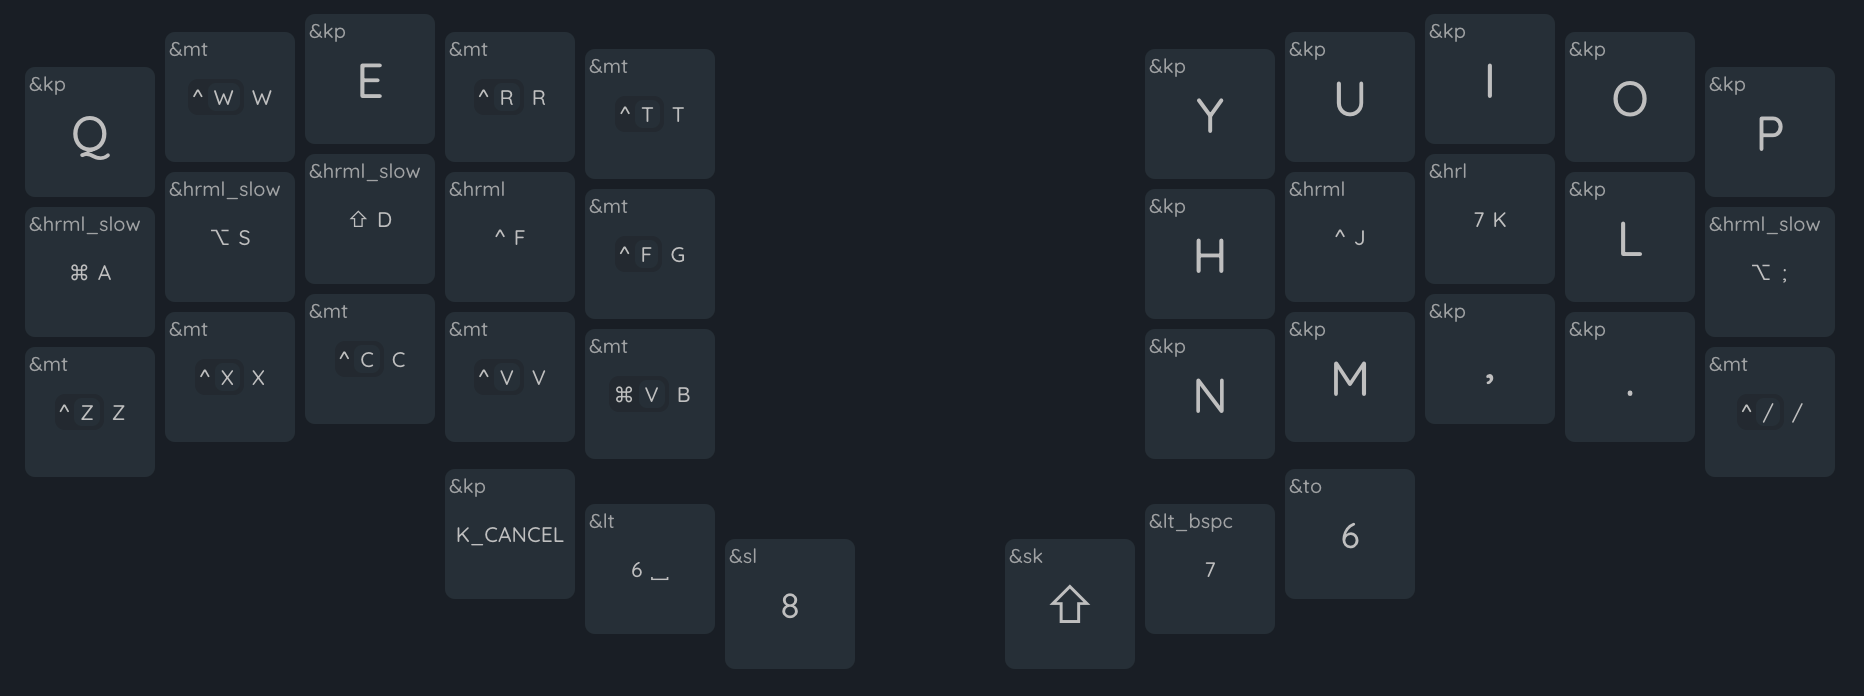 &kp
Q
&mt
^ W W
&kp
E
&mt
^ R R
&mt
^ T T
&kp
Y
&kp
U
&kp
I
&kp
O
&kp
P
&hrml_slow
⌘ A
&hrml_slow
⌥ S
&hrml_slow
⇧ D
&hrml
^ F
&mt
^ F G
&kp
H
&hrml
^ J
&hrl
7 K
&kp
L
&hrml_slow
⌥ ;
&mt
^ Z Z
&mt
^ X X
&mt
^ C C
&mt
^ V V
&mt
⌘ V B
&kp
N
&kp
M
&kp
,
&kp
.
&mt
^ / /
&kp
K_CANCEL
&lt
6 ⎵
&sl
8
&sk
⇧
&lt_bspc
7
&to
6